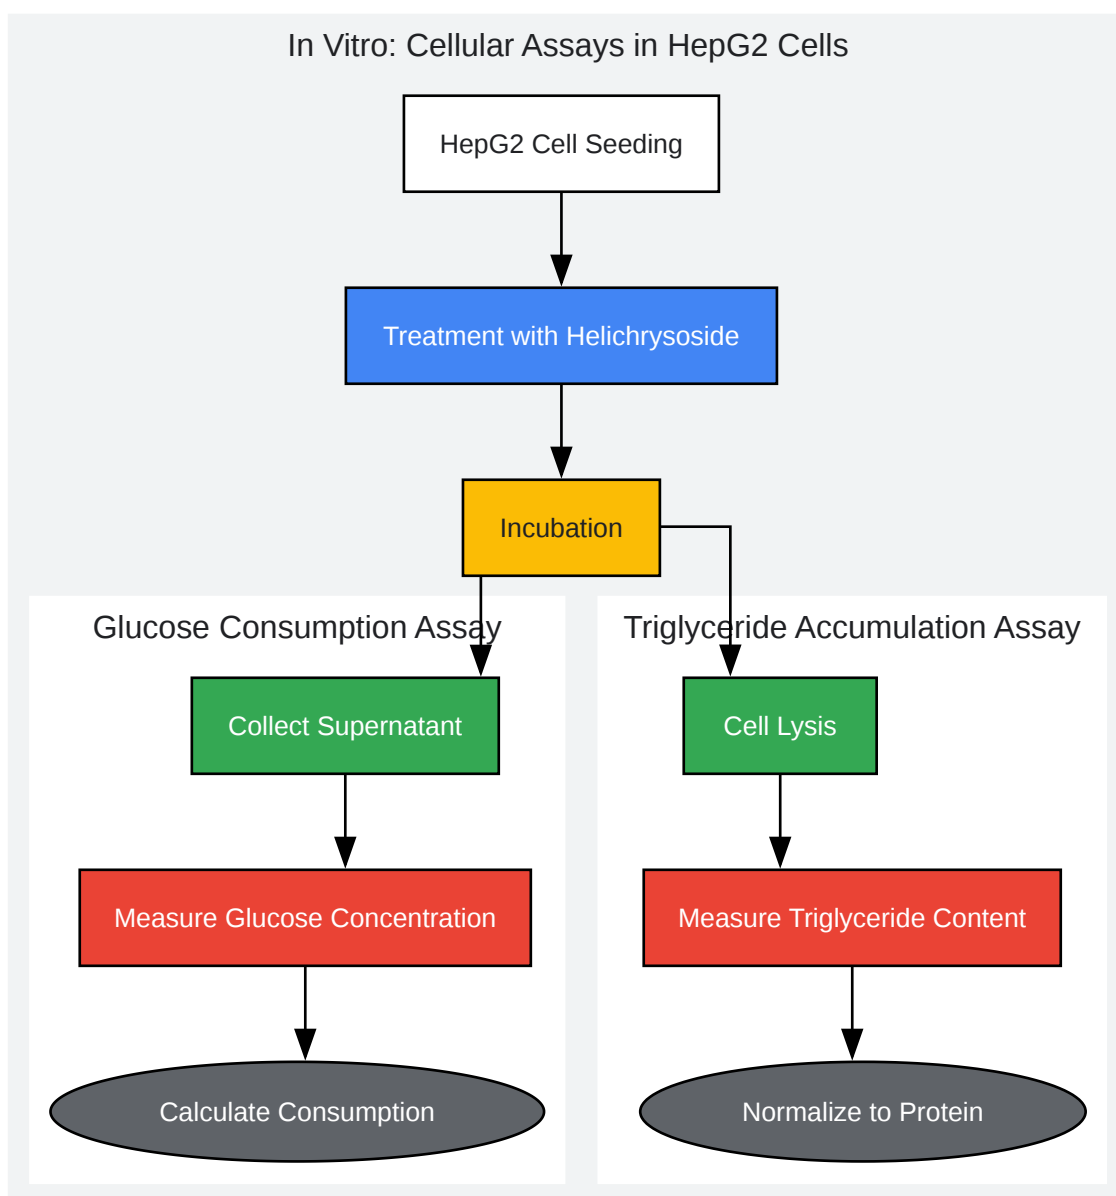 In Vitro: Cellular Assays in HepG2 Cells
HepG2 Cell Seeding
Treatment with Helichrysoside
Incubation
Glucose Consumption Assay
Collect Supernatant
Measure Glucose Concentration
Calculate Consumption
Triglyceride Accumulation Assay
Cell Lysis
Measure Triglyceride Content
Normalize to Protein